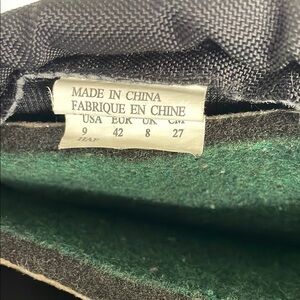 MADE IN CHINA
FABRIQUE EN CHINE
USA EUR UK CM
9 42 8 27